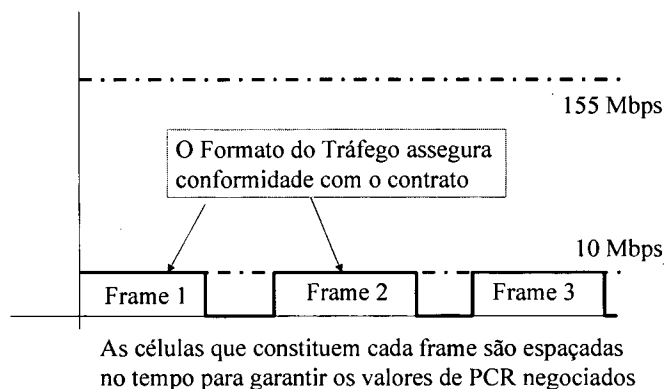 155 Mbps
O Formato do Tráfego assegura
conformidade com o contrato
10 Mbps
Frame 1
Frame 2
Frame 3
As células que constituem cada frame são espaçadas
no tempo para garantir os valores de PCR negociados